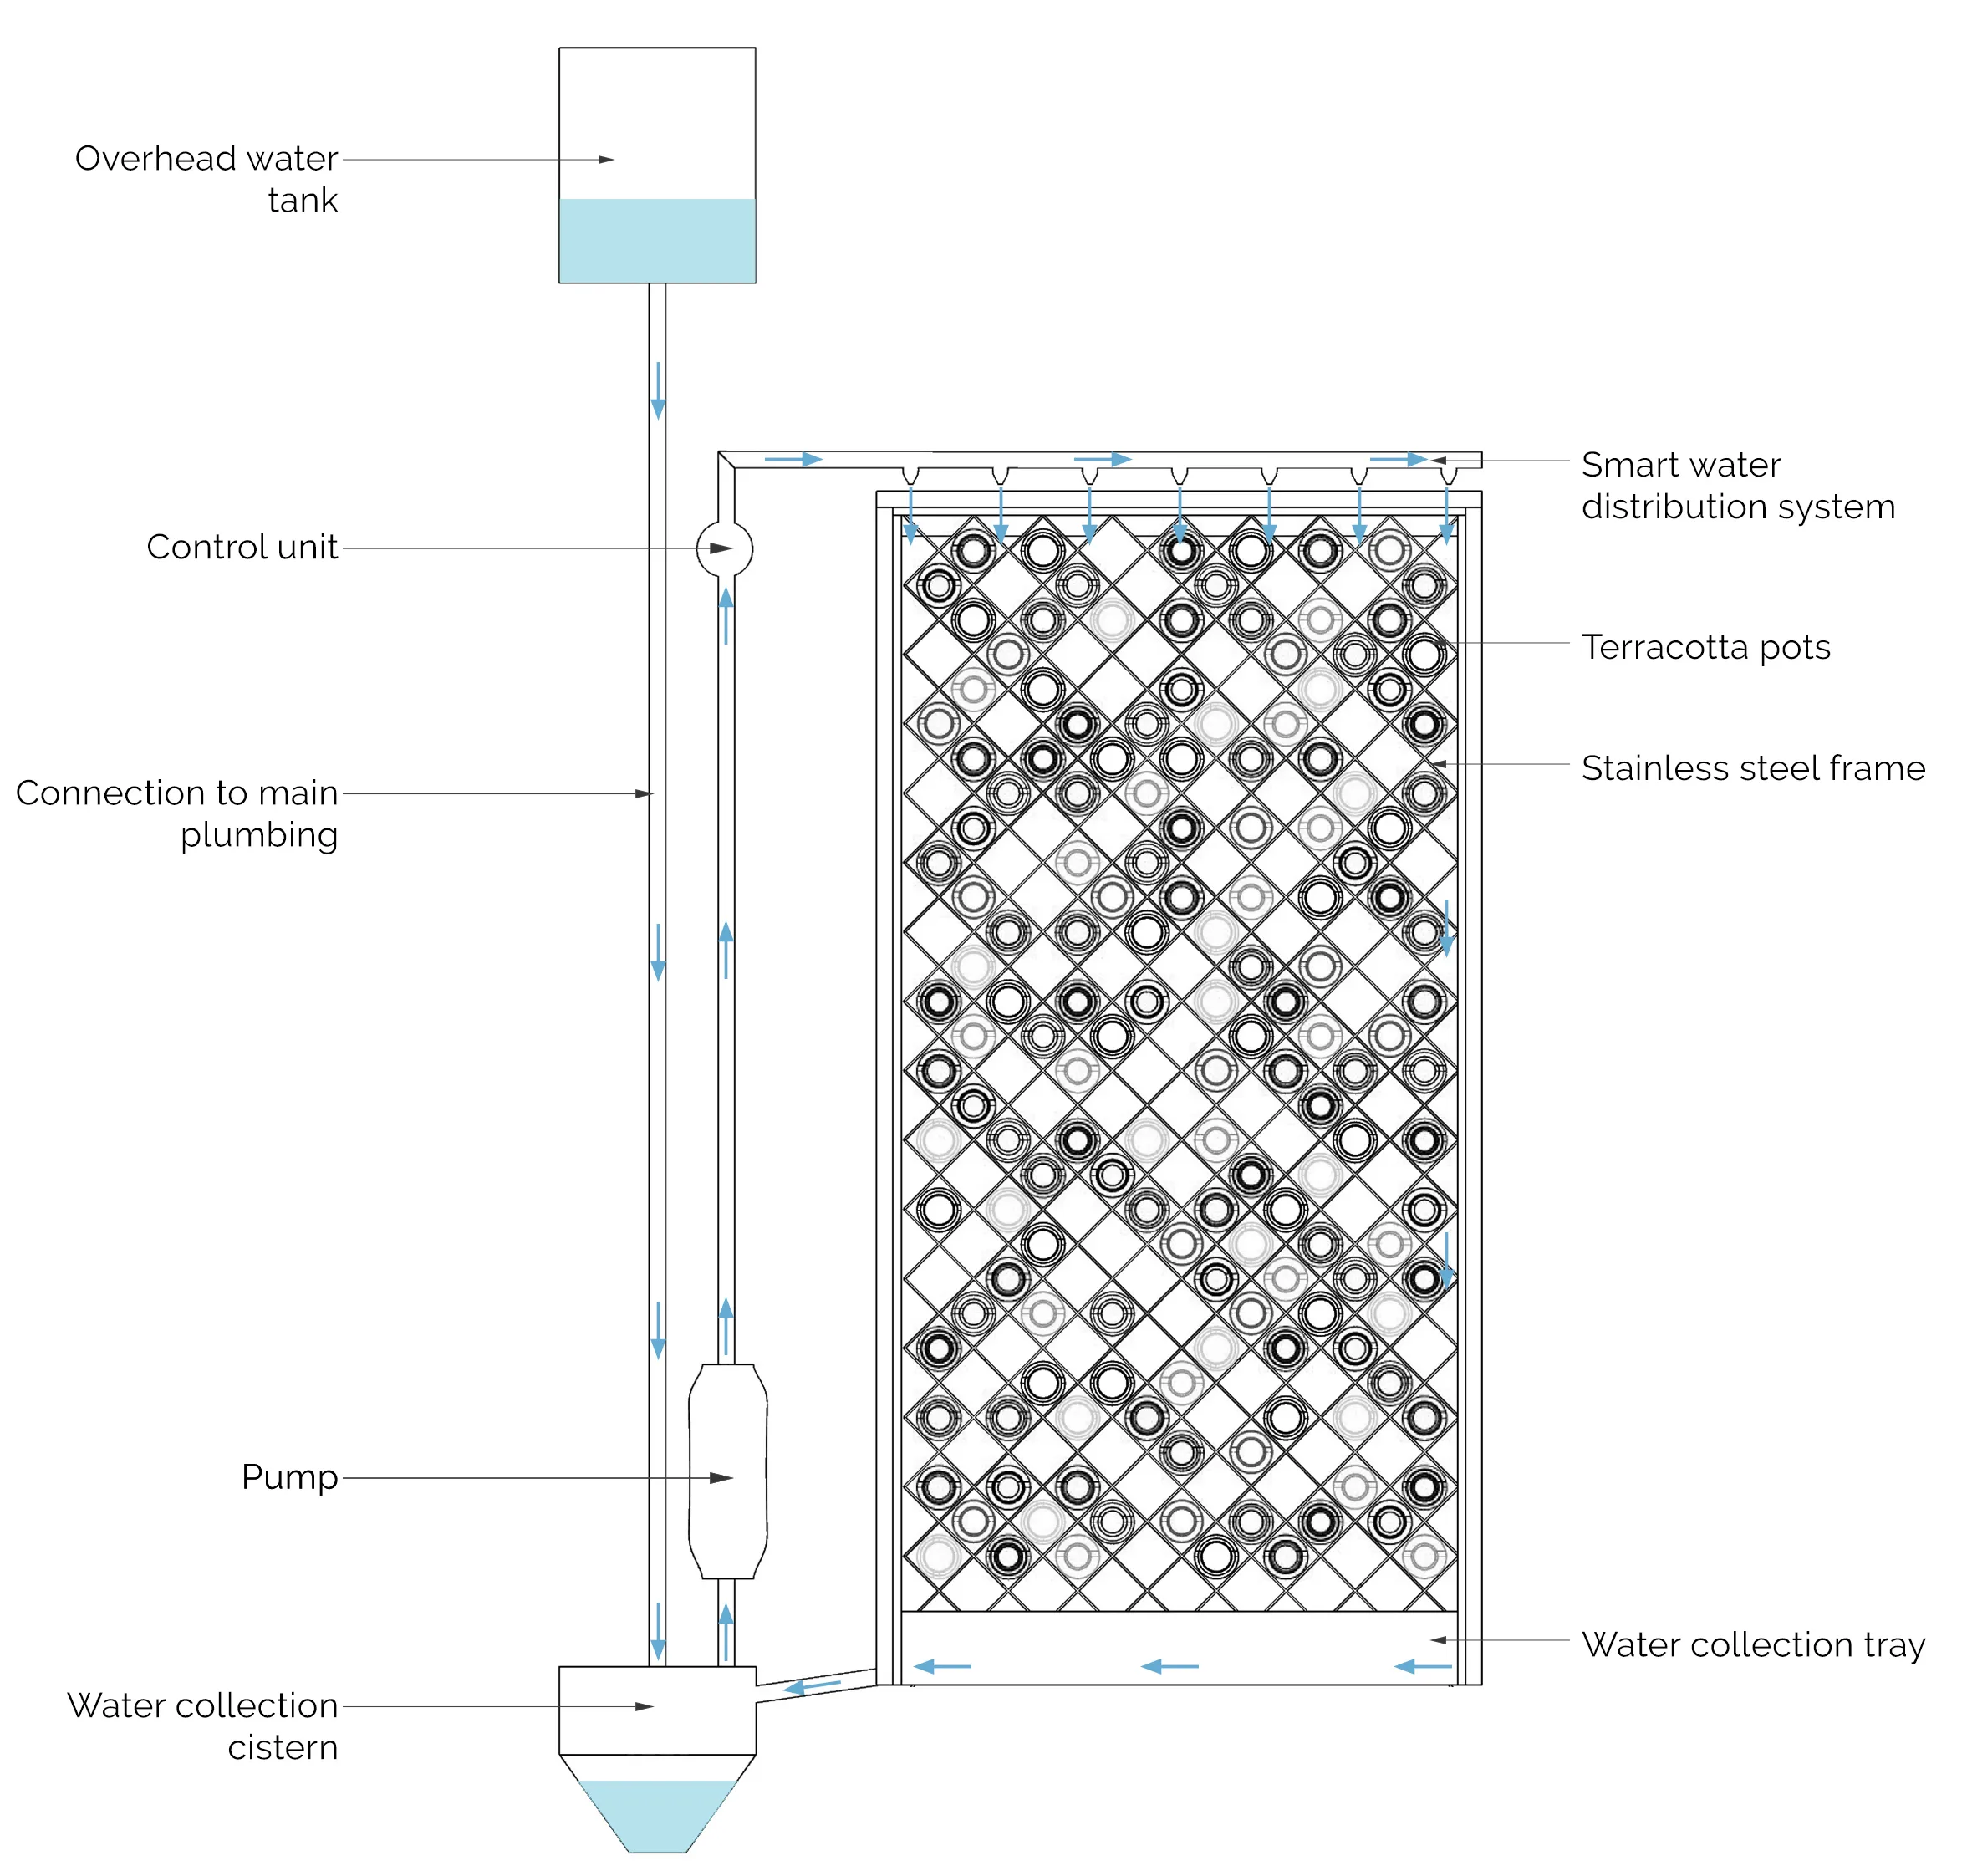 Overhead water
tank
Control unit
Connection to main
plumbing
Pump
Water collection
cistern
Smart water
distribution system
Terracotta pots
Stainless steel frame
Water collection tray